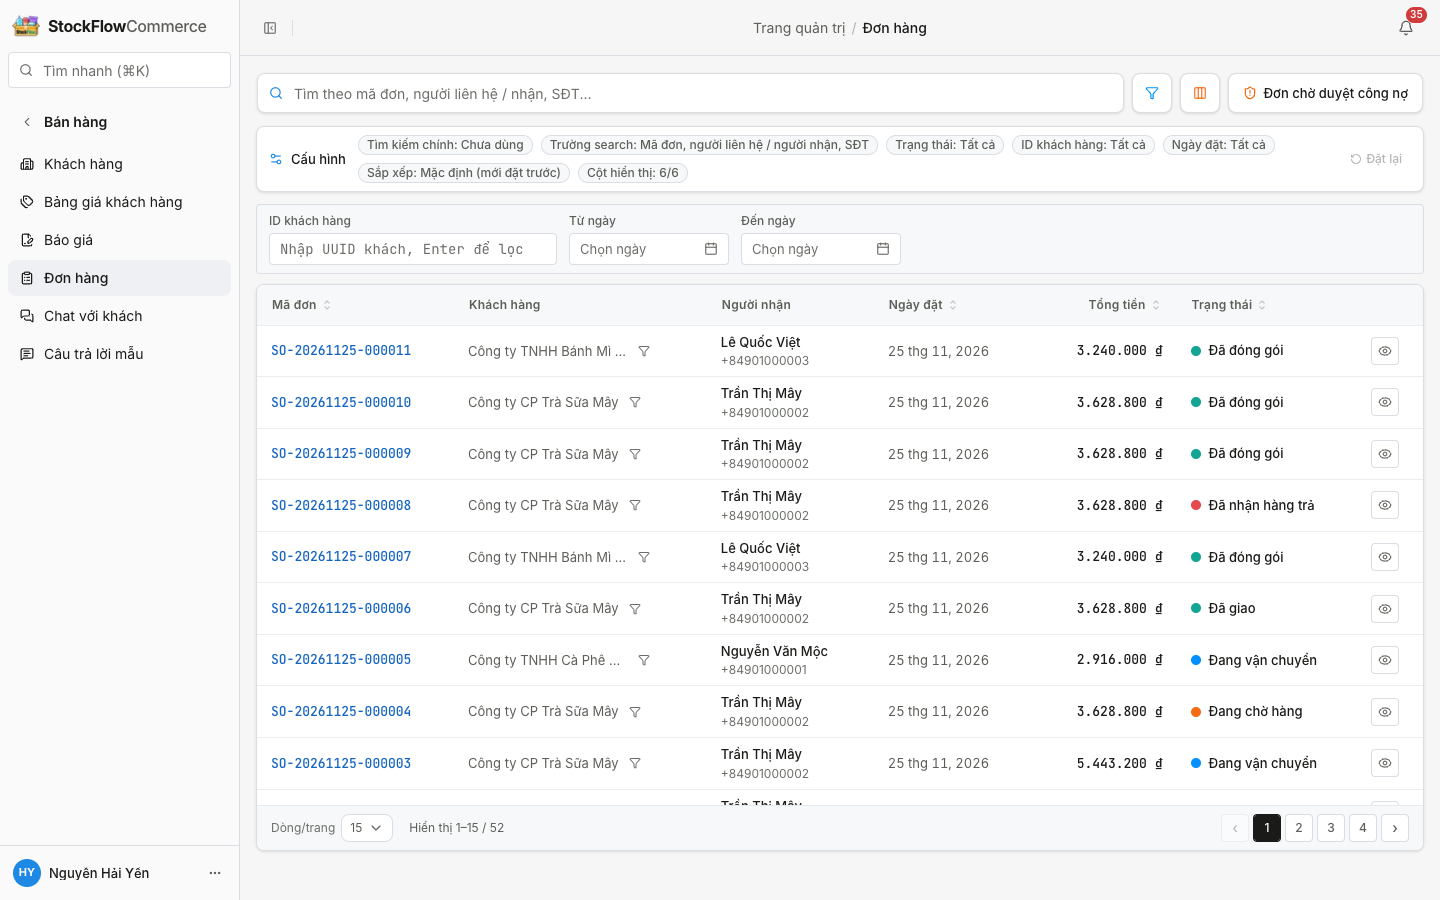 StockFlowCommerce
Tìm nhanh (⌘K)
Bán hàng
Khách hàng
Bảng giá khách hàng
Báo giá
Đơn hàng
Chat với khách
Câu trả lời mẫu
HY Nguyễn Hải Yến
Trang quản trị / Đơn hàng
35
Tìm theo mã đơn, người liên hệ / nhận, SĐT...
Đơn chờ duyệt công nợ
Cấu hình
Tìm kiếm chính: Chưa dùng Trường search: Mã đơn, người liên hệ / người nhận, SĐT Trạng thái: Tất cả ID khách hàng: Tất cả Ngày đặt: Tất cả
Sắp xếp: Mặc định (mới đặt trước) Cột hiển thị: 6/6
Đặt lại
ID khách hàng Từ ngày Đến ngày
Nhập UUID khách, Enter để lọc Chọn ngày Chọn ngày
Mã đơn Khách hàng Người nhận Ngày đặt Tổng tiền Trạng thái
SO-20261125-000011 Công ty TNHH Bánh Mì ... Lê Quốc Việt 25 thg 11, 2026 3.240.000 ₫ Đã đóng gói
+84901000003
SO-20261125-000010 Công ty CP Trà Sữa Mây Trần Thị Mây 25 thg 11, 2026 3.628.800 ₫ Đã đóng gói
+84901000002
SO-20261125-000009 Công ty CP Trà Sữa Mây Trần Thị Mây 25 thg 11, 2026 3.628.800 ₫ Đã đóng gói
+84901000002
SO-20261125-000008 Công ty CP Trà Sữa Mây Trần Thị Mây 25 thg 11, 2026 3.628.800 ₫ Đã nhận hàng trả
+84901000002
SO-20261125-000007 Công ty TNHH Bánh Mì ... Lê Quốc Việt 25 thg 11, 2026 3.240.000 ₫ Đã đóng gói
+84901000003
SO-20261125-000006 Công ty CP Trà Sữa Mây Trần Thị Mây 25 thg 11, 2026 3.628.800 ₫ Đã giao
+84901000002
SO-20261125-000005 Công ty TNHH Cà Phê ... Nguyễn Văn Mộc 25 thg 11, 2026 2.916.000 ₫ Đang vận chuyển
+84901000001
SO-20261125-000004 Công ty CP Trà Sữa Mây Trần Thị Mây 25 thg 11, 2026 3.628.800 ₫ Đang chờ hàng
+84901000002
SO-20261125-000003 Công ty CP Trà Sữa Mây Trần Thị Mây 25 thg 11, 2026 5.443.200 ₫ Đang vận chuyển
+84901000002
Trần Thị Mây
Dòng/trang 15 Hiển thị 1–15 / 52 ‹ 1 2 3 4 ›